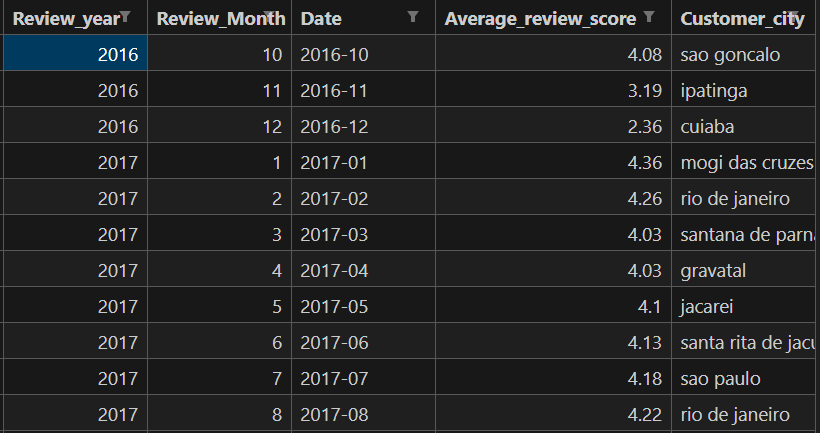 Review_year Review_Month Date Average_review_score Customer_city
2016 10 2016-10 4.08 sao goncalo
2016 11 2016-11 3.19 ipatinga
2016 12 2016-12 2.36 cuiaba
2017 1 2017-01 4.36 mogi das cruzes
2017 2 2017-02 4.26 rio de janeiro
2017 3 2017-03 4.03 santana de parn
2017 4 2017-04 4.03 gravatal
2017 5 2017-05 4.1 jacarei
2017 6 2017-06 4.13 santa rita de jacu
2017 7 2017-07 4.18 sao paulo
2017 8 2017-08 4.22 rio de janeiro